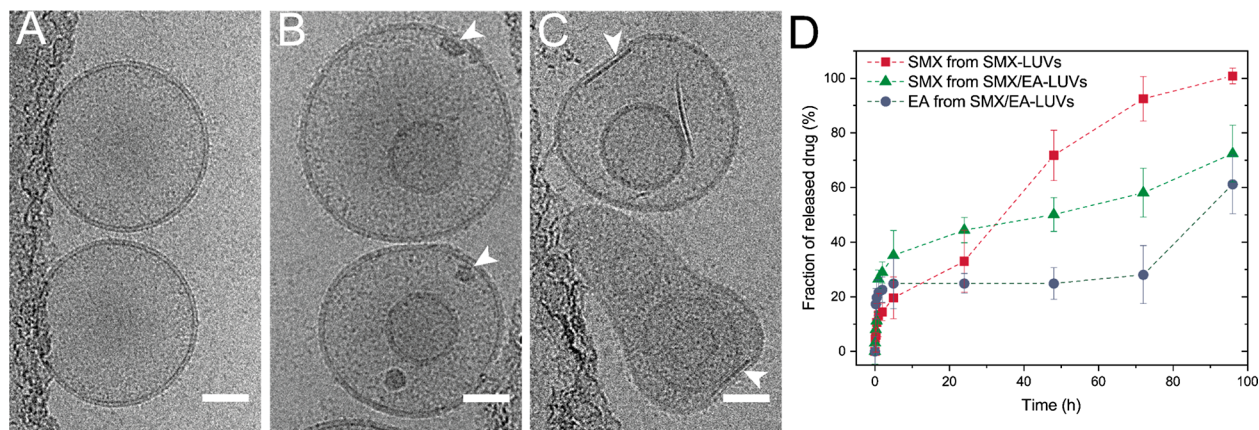 A
B
C
D
SMX from SMX-LUVs
SMX from SMX/EA-LUVs
EA from SMX/EA-LUVs
Fraction of released drug (%)
100
80
60
40
20
0
0 20 40 60 80 100
Time (h)